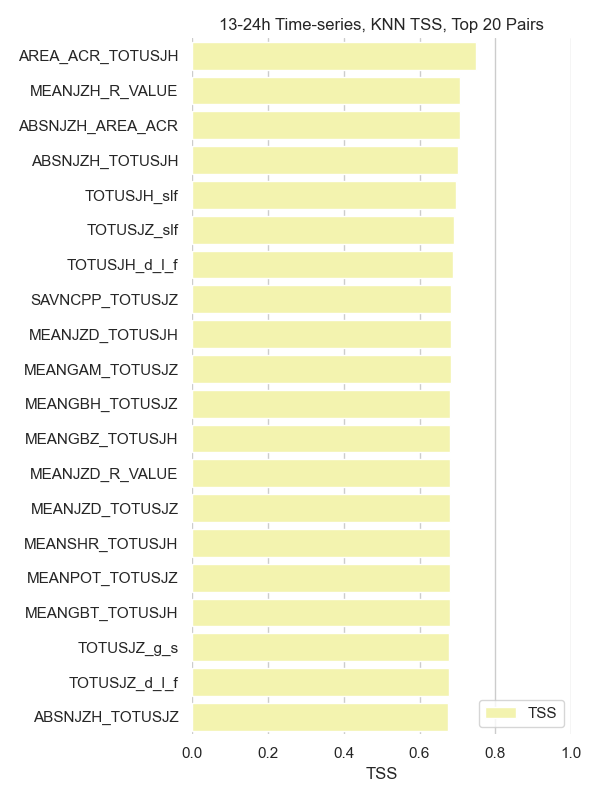 13-24h Time-series, KNN TSS, Top 20 Pairs
AREA_ACR_TOTUSJH
MEANJZH_R_VALUE
ABSNJZH_AREA_ACR
ABSNJZH_TOTUSJH
TOTUSJH_slf
TOTUSJZ_slf
TOTUSJH_d_l_f
SAVNCPP_TOTUSJZ
MEANJZD_TOTUSJH
MEANGAM_TOTUSJZ
MEANGBH_TOTUSJZ
MEANGBZ_TOTUSJH
MEANJZD_R_VALUE
MEANJZD_TOTUSJZ
MEANSHR_TOTUSJH
MEANPOT_TOTUSJZ
MEANGBT_TOTUSJH
TOTUSJZ_g_s
TOTUSJZ_d_l_f
ABSNJZH_TOTUSJZ
TSS
0.0 0.2 0.4 0.6 0.8 1.0
TSS